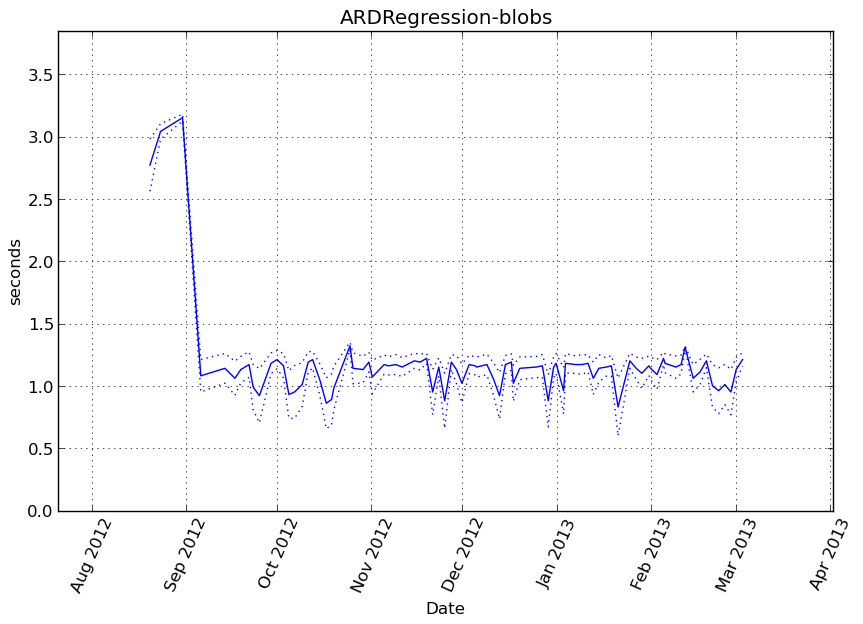 ARDRegression-blobs
3.5
3.0
2.5
2.0
1.5
1.0
0.5
0.0
seconds
Aug 2012
Sep 2012
Oct 2012
Nov 2012
Dec 2012
Jan 2013
Feb 2013
Mar 2013
Apr 2013
Date